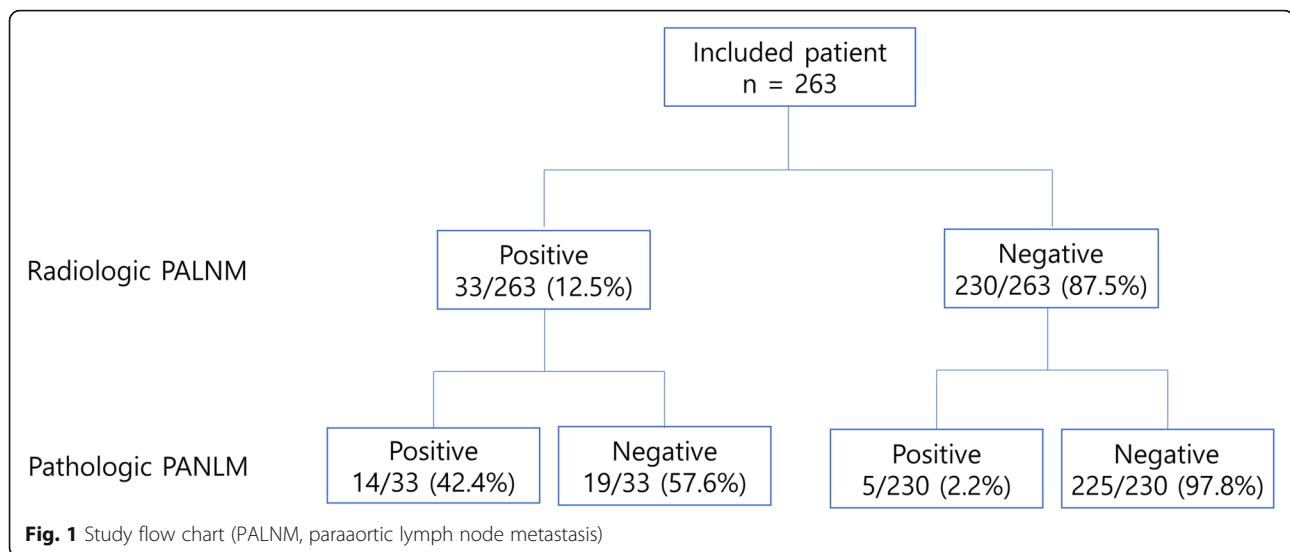 Included patient
n = 263
Radiologic PALNM
Positive
33/263 (12.5%)
Negative
230/263 (87.5%)
Pathologic PANLM
Positive
14/33 (42.4%)
Negative
19/33 (57.6%)
Positive
5/230 (2.2%)
Negative
225/230 (97.8%)
Fig. 1 Study flow chart (PALNM, paraaortic lymph node metastasis)